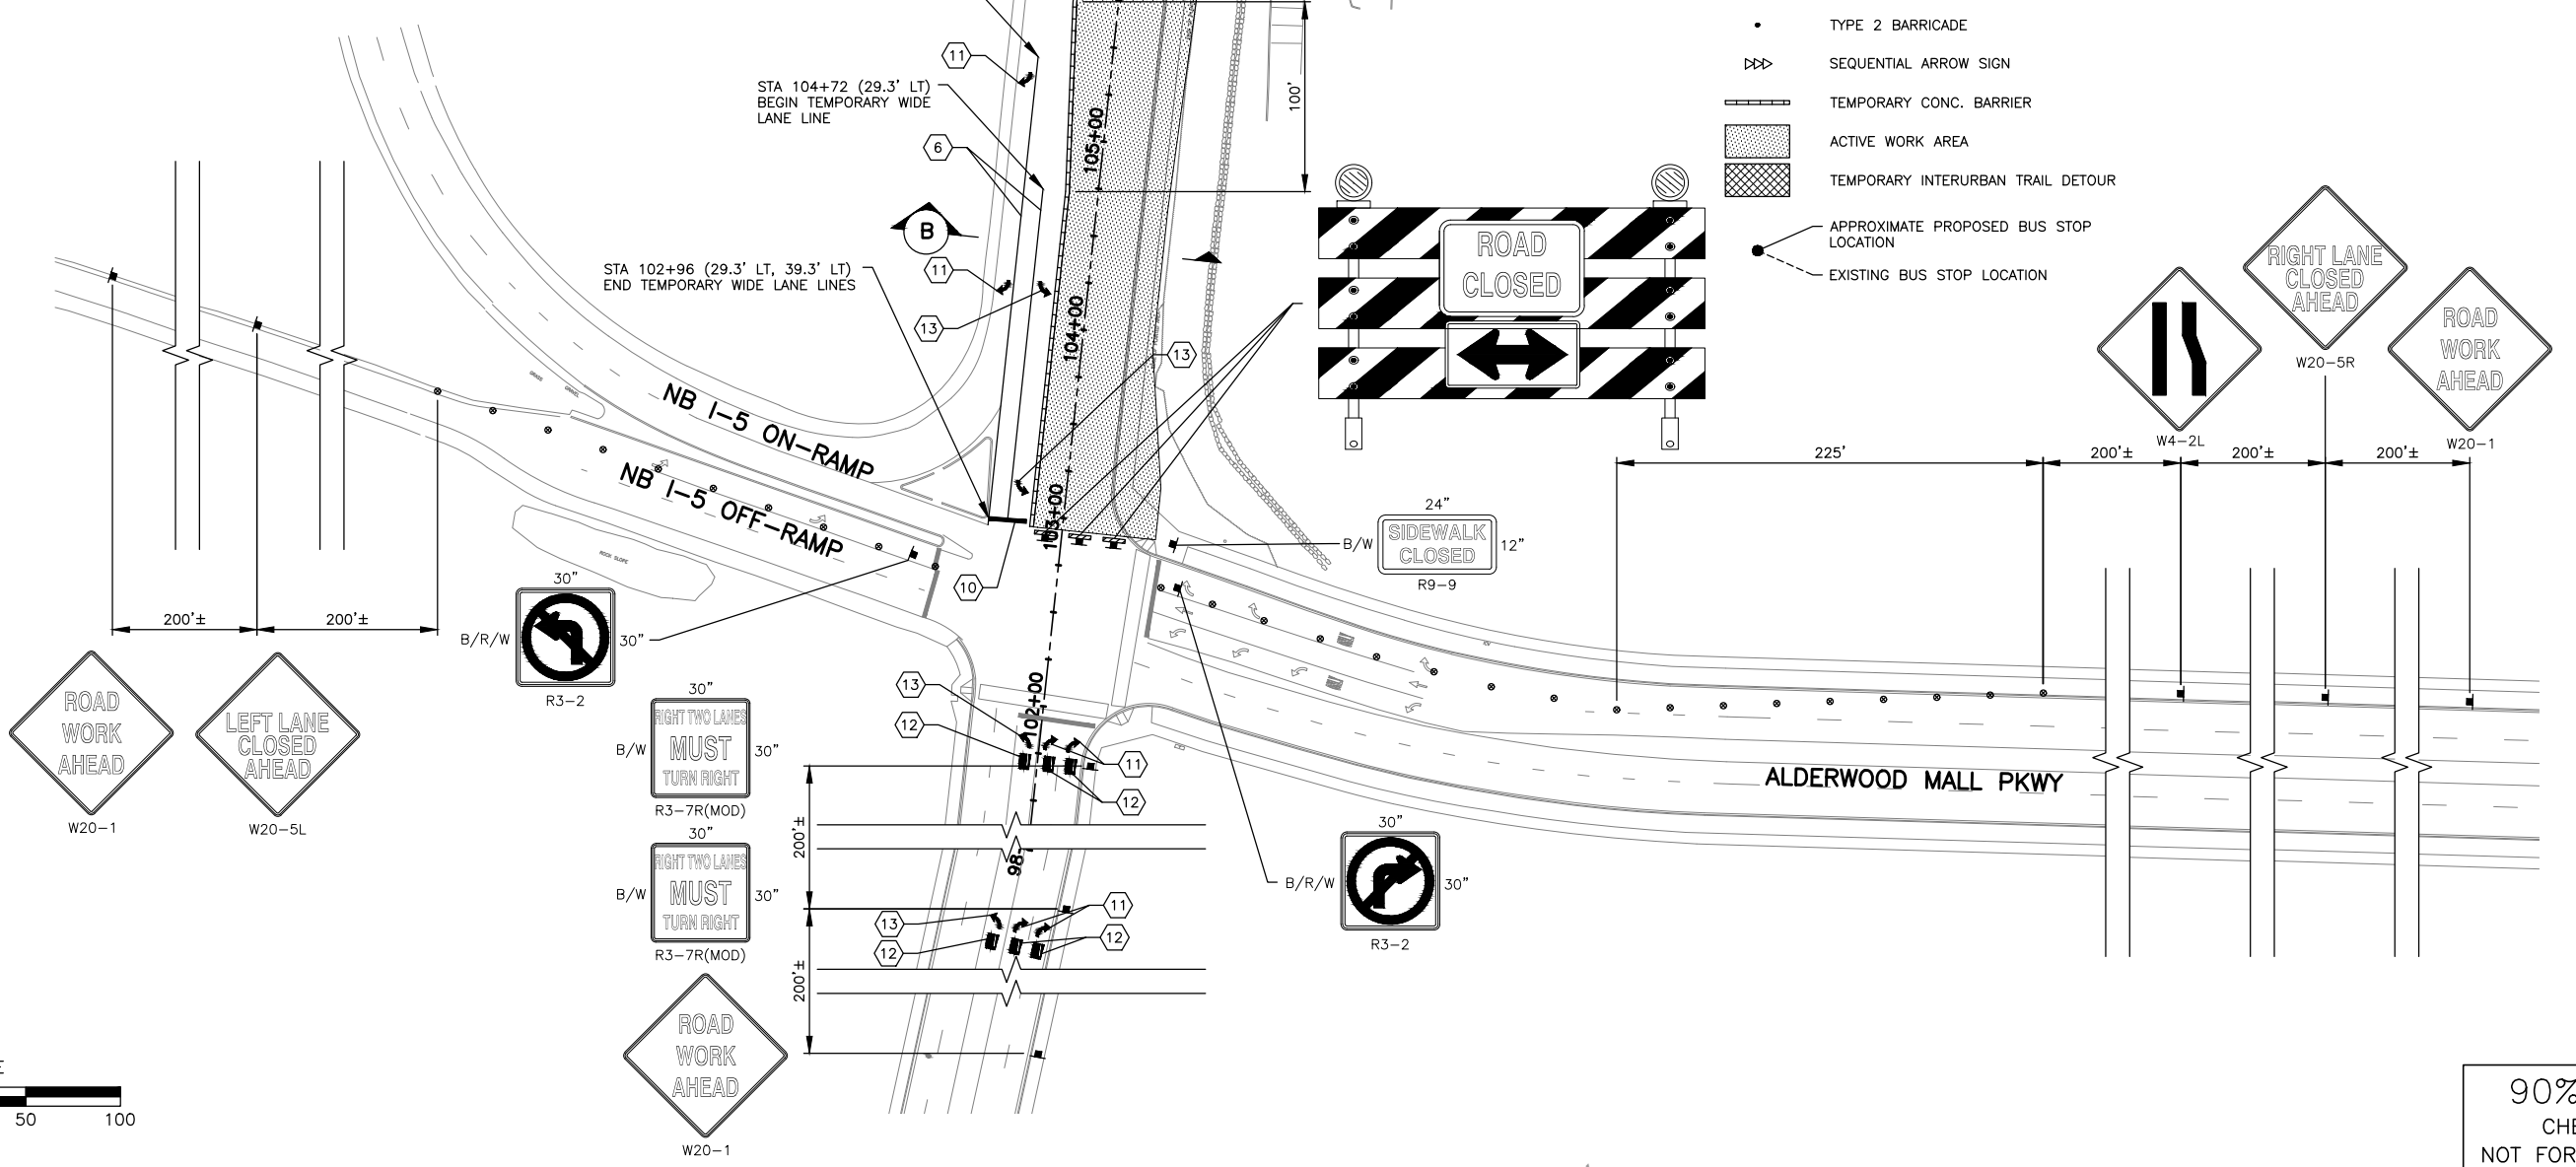 TYPE 2 BARRICADE
SEQUENTIAL ARROW SIGN
TEMPORARY CONC. BARRIER
ACTIVE WORK AREA
TEMPORARY INTERURBAN TRAIL DETOUR
APPROXIMATE PROPOSED BUS STOP
LOCATION
EXISTING BUS STOP LOCATION
11
STA 104+72 (29.3' LT)
BEGIN TEMPORARY WIDE
LANE LINE
6
B
STA 102+96 (29.3' LT, 39.3' LT)
END TEMPORARY WIDE LANE LINES
11
13
13
10
105+00
104+00
103+00
102+00
98
100'
ROAD
CLOSED
NB I-5 ON-RAMP
NB I-5 OFF-RAMP
GRASS
GRAVEL
ROCK SLOPE
200'±
200'±
ROAD
WORK
AHEAD
W20-1
LEFT LANE
CLOSED
AHEAD
W20-5L
30"
B/R/W
30"
R3-2
24"
B/W
SIDEWALK
CLOSED
12"
R9-9
225'
200'±
200'±
200'±
W4-2L
RIGHT LANE
CLOSED
AHEAD
W20-5R
ROAD
WORK
AHEAD
W20-1
ALDERWOOD MALL PKWY
30"
B/R/W
30"
R3-2
30"
RIGHT TWO LANES
MUST
TURN RIGHT
B/W
30"
R3-7R(MOD)
30"
RIGHT TWO LANES
MUST
TURN RIGHT
B/W
30"
R3-7R(MOD)
ROAD
WORK
AHEAD
W20-1
13
12
11
12
200'±
13
12
11
12
200'±
50
100
90%
NOT FOR